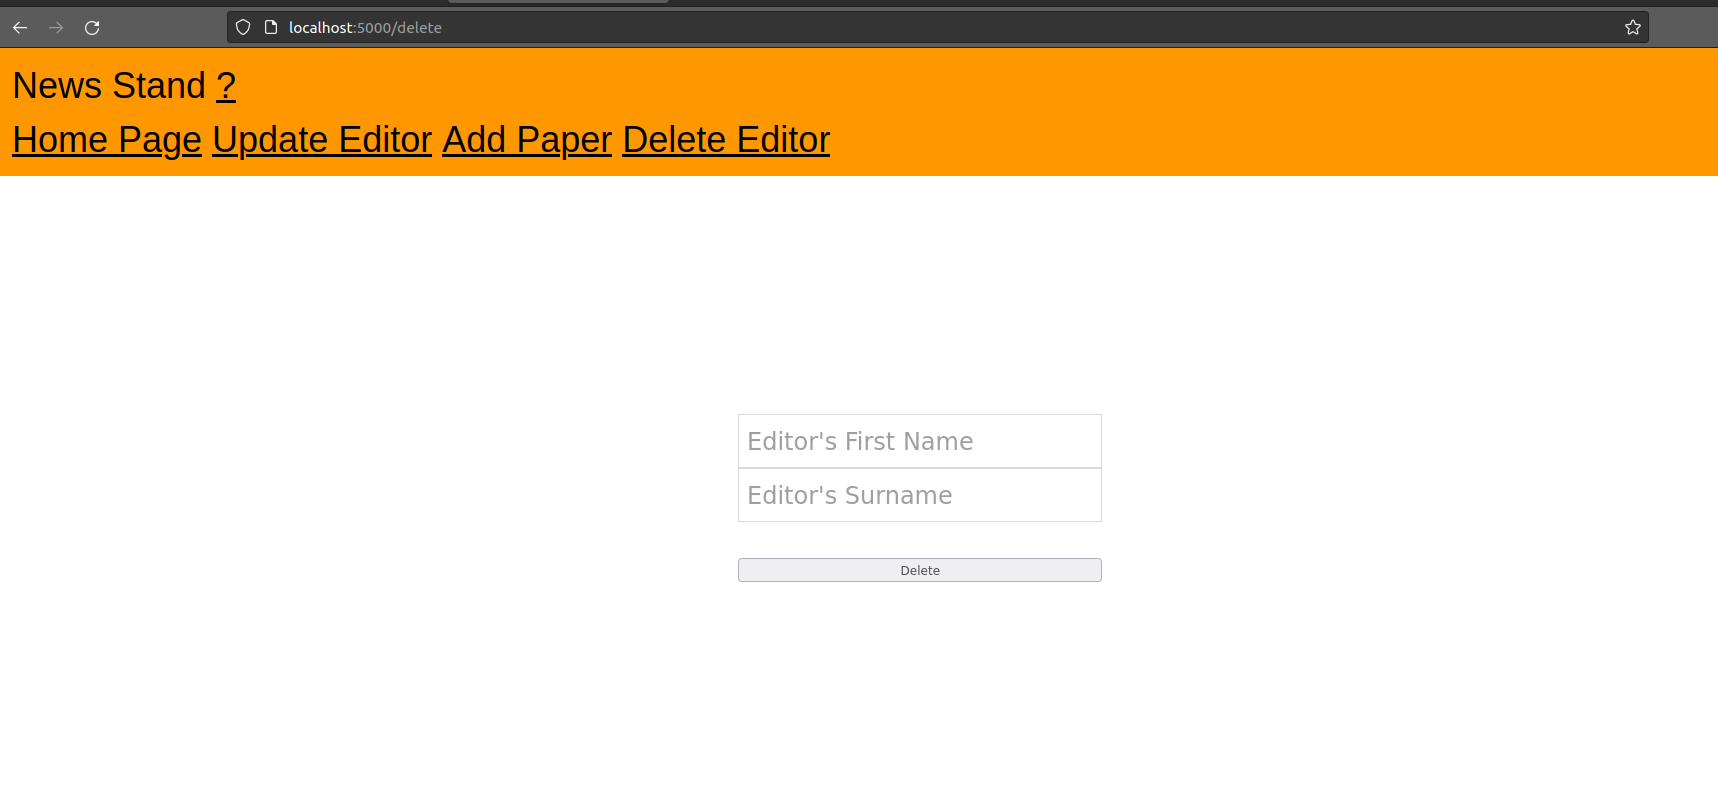 localhost:5000/delete
News Stand ?
Home Page Update Editor Add Paper Delete Editor
Editor's First Name
Editor's Surname
Delete